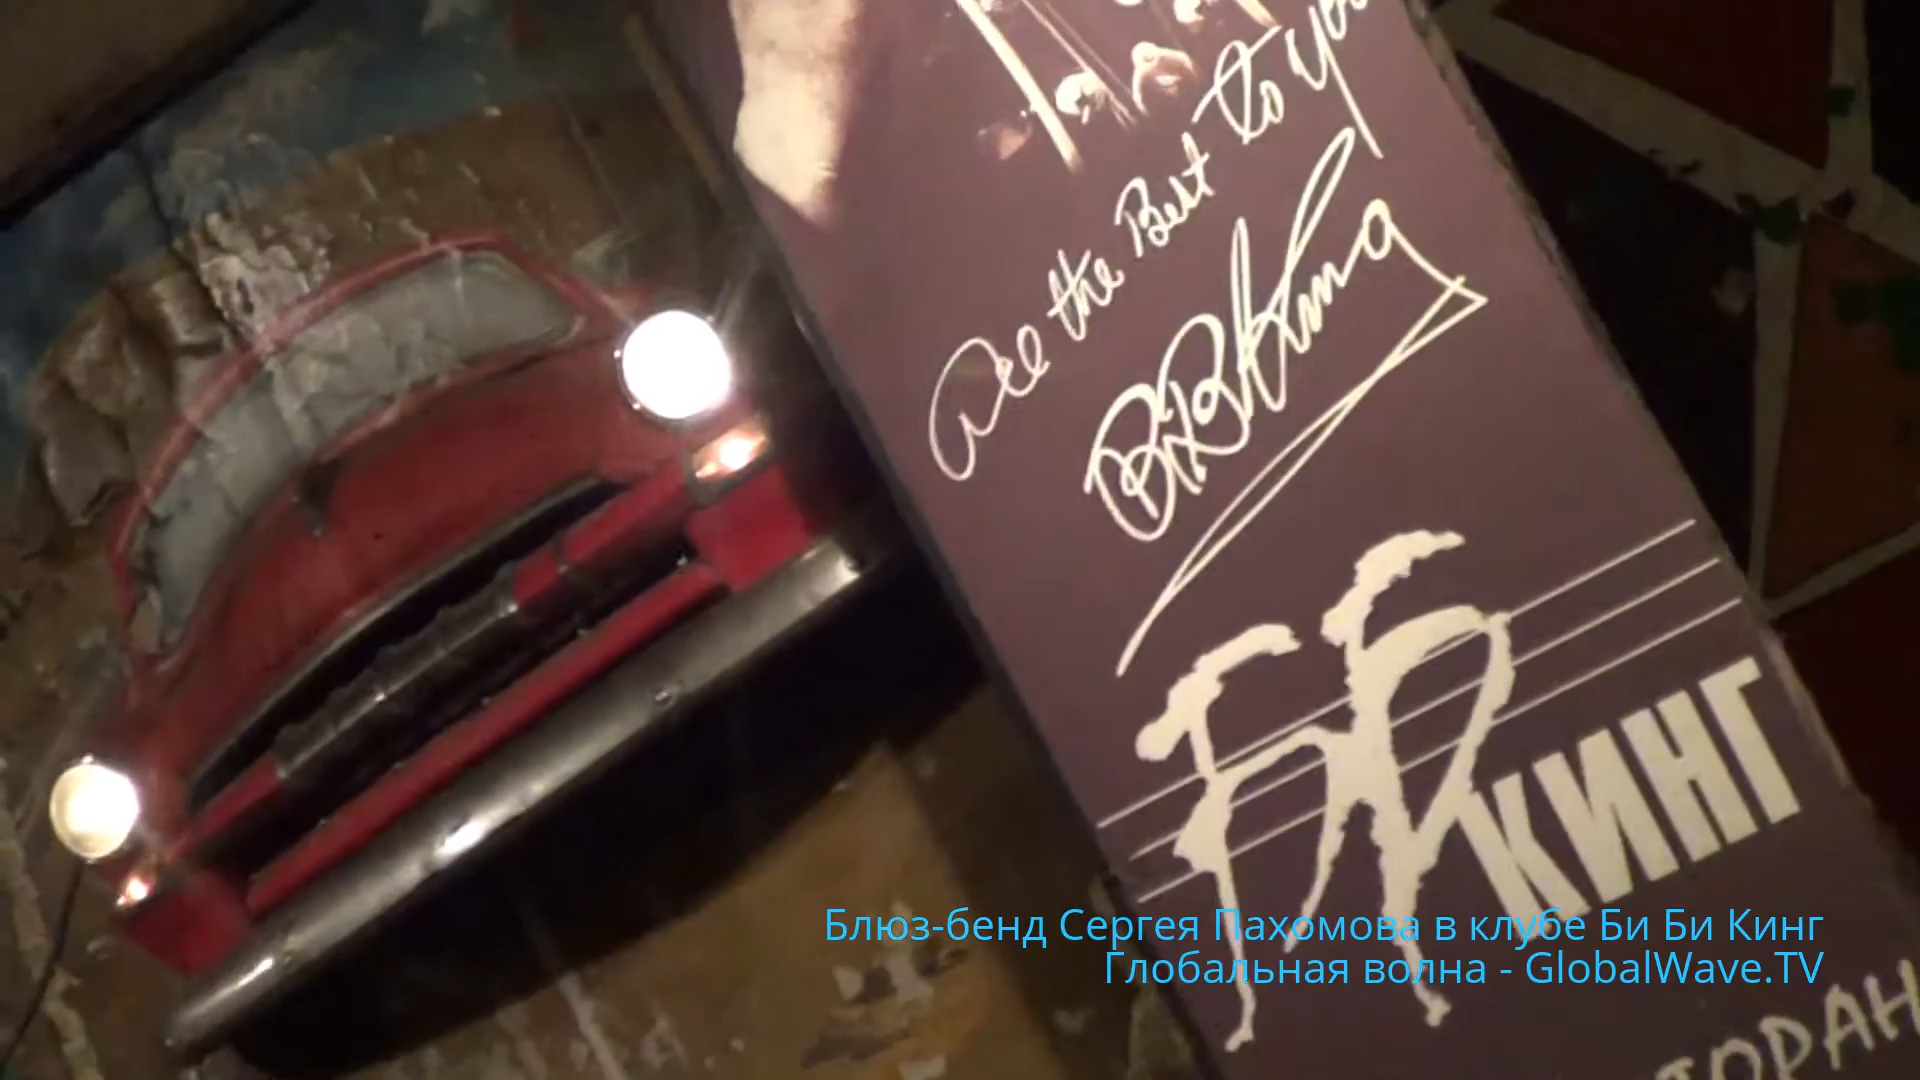 All the Best to you
BB King
ББ
КИНГ
Блюз-бенд Сергея Пахомова в клубе Би Би Кинг
Глобальная волна - GlobalWave.TV
ТОРАН